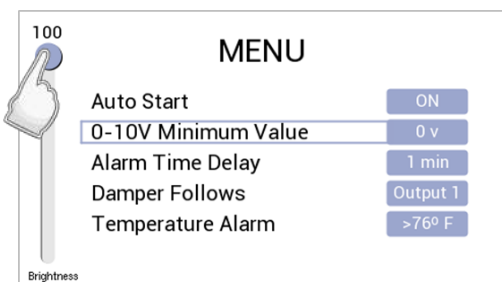 100
MENU
Auto Start ON
0-10V Minimum Value 0 v
Alarm Time Delay 1 min
Damper Follows Output 1
Temperature Alarm >76º F
Brightness